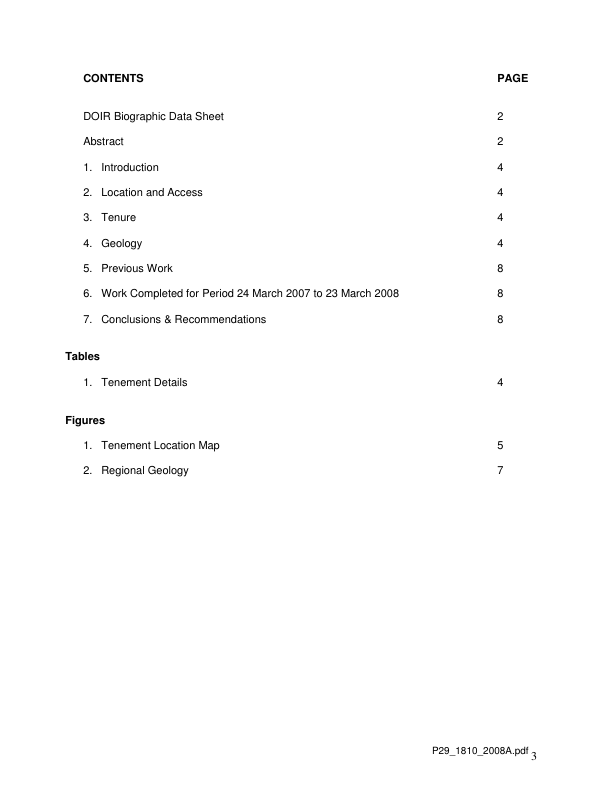 CONTENTS PAGE
DOIR Biographic Data Sheet 2
Abstract 2
1. Introduction 4
2. Location and Access 4
3. Tenure 4
4. Geology 4
5. Previous Work 8
6. Work Completed for Period 24 March 2007 to 23 March 2008 8
7. Conclusions & Recommendations 8
Tables
1. Tenement Details 4
Figures
1. Tenement Location Map 5
2. Regional Geology 7
P29_1810_2008A.pdf 3